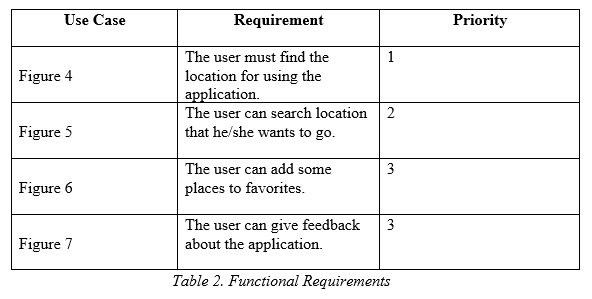 Use Case Requirement Priority
Figure 4
The user must find the
location for using the
application.
1
Figure 5
The user can search location
that he/she wants to go.
2
Figure 6
The user can add some
places to favorites.
3
Figure 7
The user can give feedback
about the application.
3
Table 2. Functional Requirements